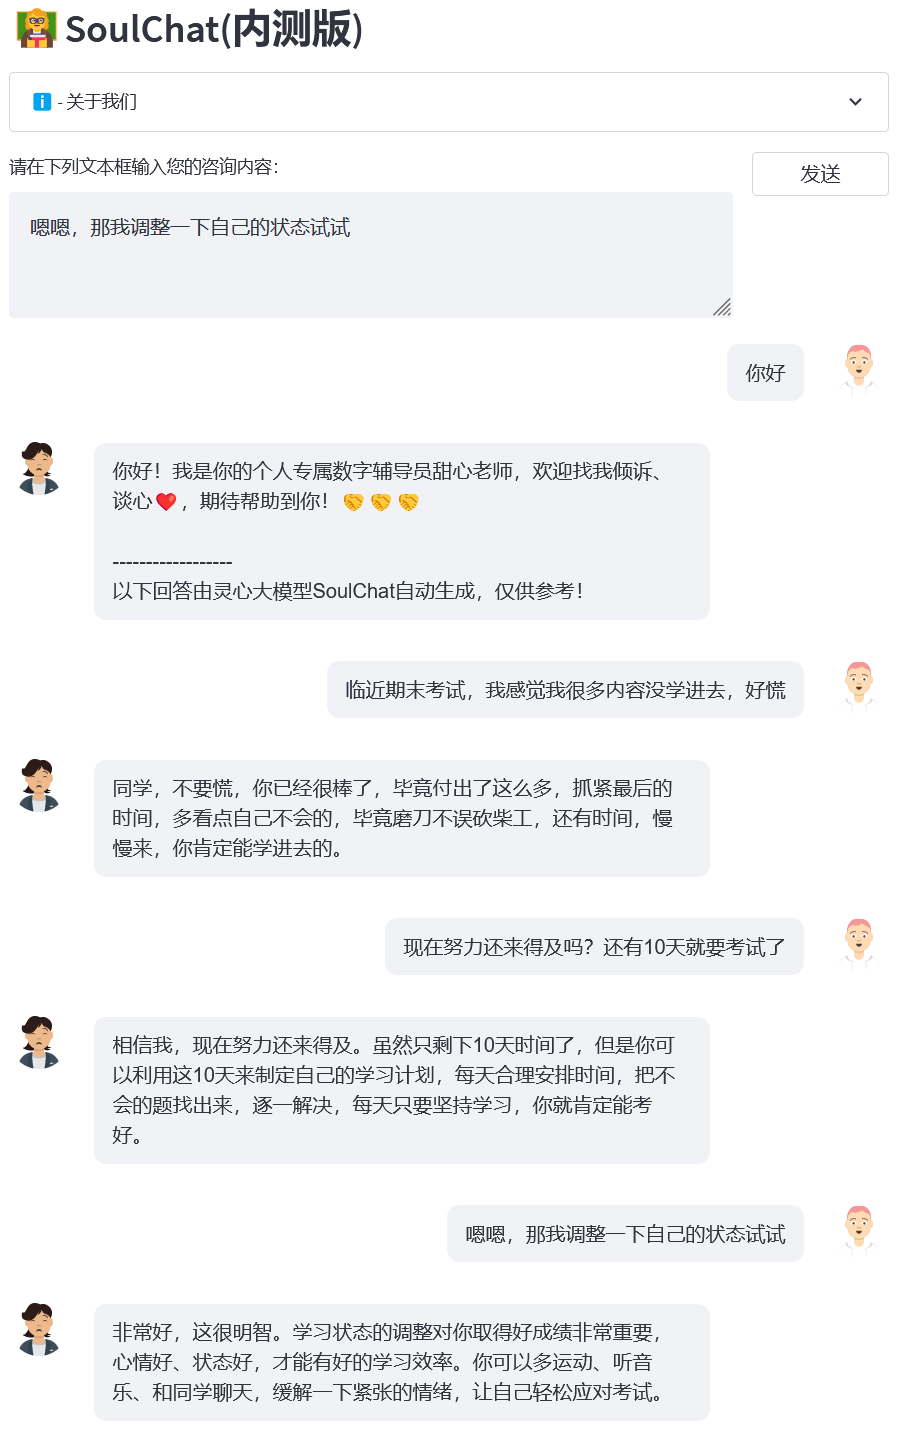 SoulChat(内测版)
- 关于我们
请在下列文本框输入您的咨询内容：
发送
嗯嗯，那我调整一下自己的状态试试
你好
你好！我是你的个人专属数字辅导员甜心老师，欢迎找我倾诉、
谈心❤️，期待帮助到你！🤝🤝🤝
------------------
以下回答由灵心大模型SoulChat自动生成，仅供参考！
临近期末考试，我感觉我很多内容没学进去，好慌
同学，不要慌，你已经很棒了，毕竟付出了这么多，抓紧最后的
时间，多看点自己不会的，毕竟磨刀不误砍柴工，还有时间，慢
慢来，你肯定能学进去的。
现在努力还来得及吗？还有10天就要考试了
相信我，现在努力还来得及。虽然只剩下10天时间了，但是你可
以利用这10天来制定自己的学习计划，每天合理安排时间，把不
会的题找出来，逐一解决，每天只要坚持学习，你就肯定能考
好。
嗯嗯，那我调整一下自己的状态试试
非常好，这很明智。学习状态的调整对你取得好成绩非常重要，
心情好、状态好，才能有好的学习效率。你可以多运动、听音
乐、和同学聊天，缓解一下紧张的情绪，让自己轻松应对考试。